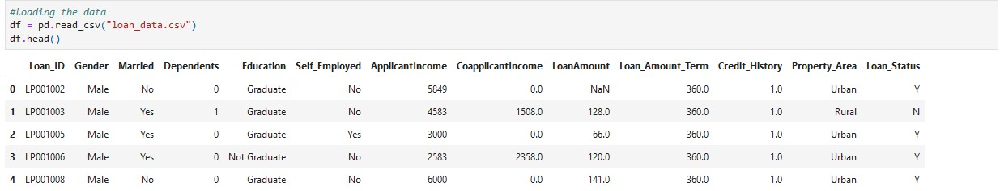 #loading the data
df = pd.read_csv("loan_data.csv")
df.head()
Loan_ID Gender Married Dependents Education Self_Employed ApplicantIncome CoapplicantIncome LoanAmount Loan_Amount_Term Credit_History Property_Area Loan_Status
0 LP001002 Male No 0 Graduate No 5849 0.0 NaN 360.0 1.0 Urban Y
1 LP001003 Male Yes 1 Graduate No 4583 1508.0 128.0 360.0 1.0 Rural N
2 LP001005 Male Yes 0 Graduate Yes 3000 0.0 66.0 360.0 1.0 Urban Y
3 LP001006 Male Yes 0 Not Graduate No 2583 2358.0 120.0 360.0 1.0 Urban Y
4 LP001008 Male No 0 Graduate No 6000 0.0 141.0 360.0 1.0 Urban Y